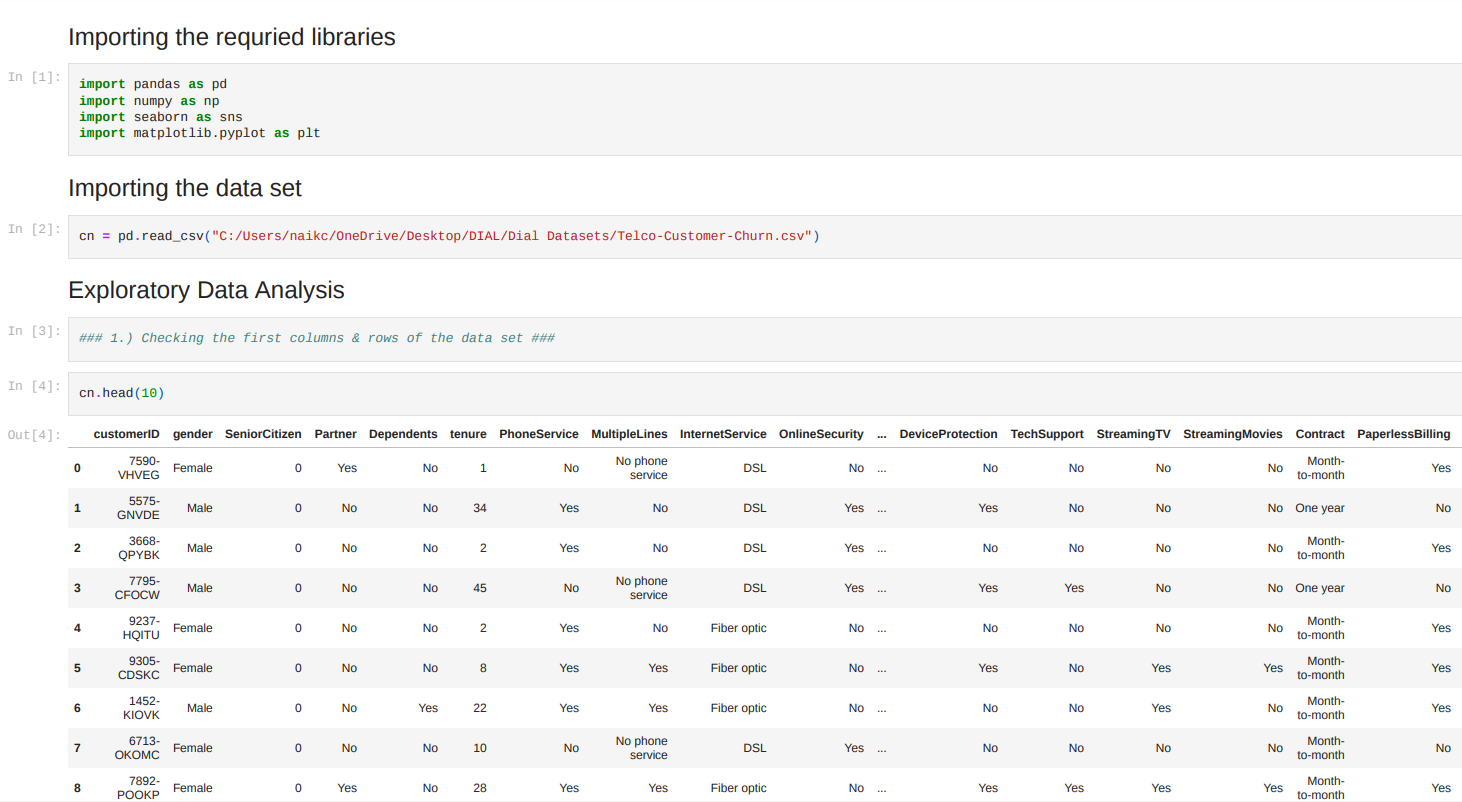 Importing the requried libraries
In [1]:
import pandas as pd
import numpy as np
import seaborn as sns
import matplotlib.pyplot as plt
Importing the data set
In [2]: cn = pd.read_csv("C:/Users/naikc/OneDrive/Desktop/DIAL/Dial Datasets/Telco-Customer-Churn.csv")
Exploratory Data Analysis
In [3]: ### 1.) Checking the first columns & rows of the data set ###
In [4]: cn.head(10)
Out[4]: customerID gender SeniorCitizen Partner Dependents tenure PhoneService MultipleLines InternetService OnlineSecurity ... DeviceProtection TechSupport StreamingTV StreamingMovies Contract PaperlessBilling
0 7590-VHVEG Female 0 Yes No 1 No No phone service DSL No ... No No No No Month-to-month Yes
1 5575-GNVDE Male 0 No No 34 Yes No DSL Yes ... Yes No No No One year No
2 3668-QPYBK Male 0 No No 2 Yes No DSL Yes ... No No No No Month-to-month Yes
3 7795-CFOCW Male 0 No No 45 No No phone service DSL Yes ... Yes Yes No No One year No
4 9237-HQITU Female 0 No No 2 Yes No Fiber optic No ... No No No No Month-to-month Yes
5 9305-CDSKC Female 0 No No 8 Yes Yes Fiber optic No ... Yes No Yes Yes Month-to-month Yes
6 1452-KIOVK Male 0 No Yes 22 Yes Yes Fiber optic No ... No No Yes No Month-to-month Yes
7 6713-OKOMC Female 0 No No 10 No No phone service DSL Yes ... No No No No Month-to-month No
8 7892-POOKP Female 0 Yes No 28 Yes Yes Fiber optic No ... Yes Yes Yes Yes Month-to-month Yes